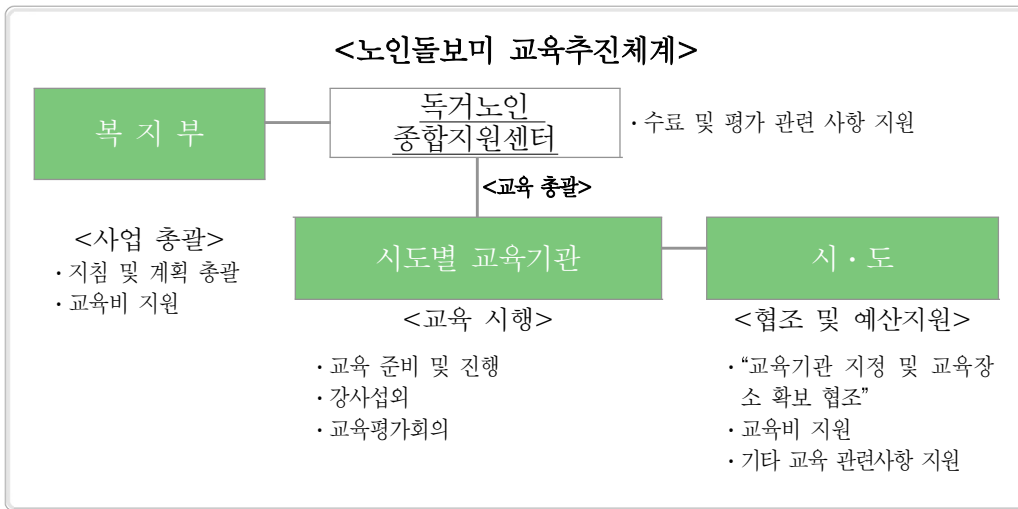 <노인돌보미 교육추진체계>
복 지 부
독거노인
종합지원센터
· 수료 및 평가 관련 사항 지원
<교육 총괄>
<사업 총괄>
· 지침 및 계획 총괄
· 교육비 지원
시도별 교육기관
시 · 도
<교육 시행>
· 교육 준비 및 진행
· 강사섭외
· 교육평가회의
<협조 및 예산지원>
· “교육기관 지정 및 교육장
소 확보 협조”
· 교육비 지원
· 기타 교육 관련사항 지원